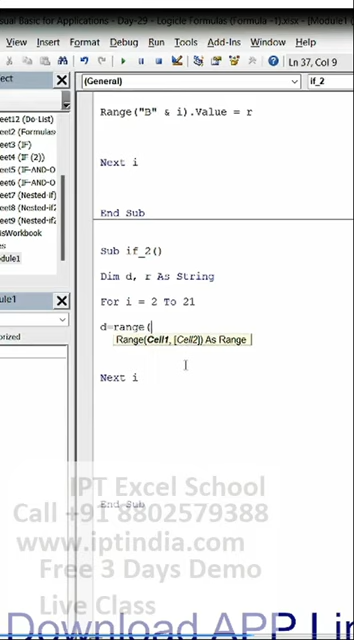 sual Basic for Applications - Day-29 - Logicle Formulas (Formula -1).xlsx - [Module1
View Insert Format Debug Run Tools Add-Ins Window Help
Ln 37, Col 9
ect
(General)
if_2
eet12 (Do-List)
eet2 (Formulas
eet3 (IF)
eet4 (IF (2))
eet5 (IF-AND-O
eet6 (IF-AND-O
eet7 (Nested-if)
eet8 (Nested-if2
eet9 (Nested-if2
isWorkbook
es
dule1
ule1
orized
Range("B" & i).Value = r
Next i
End Sub
Sub if_2()
Dim d, r As String
For i = 2 To 21
d=range(
Range(Cell1, [Cell2]) As Range
Next i
End Sub
IPT Excel School
Call +91 8802579388
www.iptindia.com
Free 3 Days Demo
Live Class
Download APP Lin